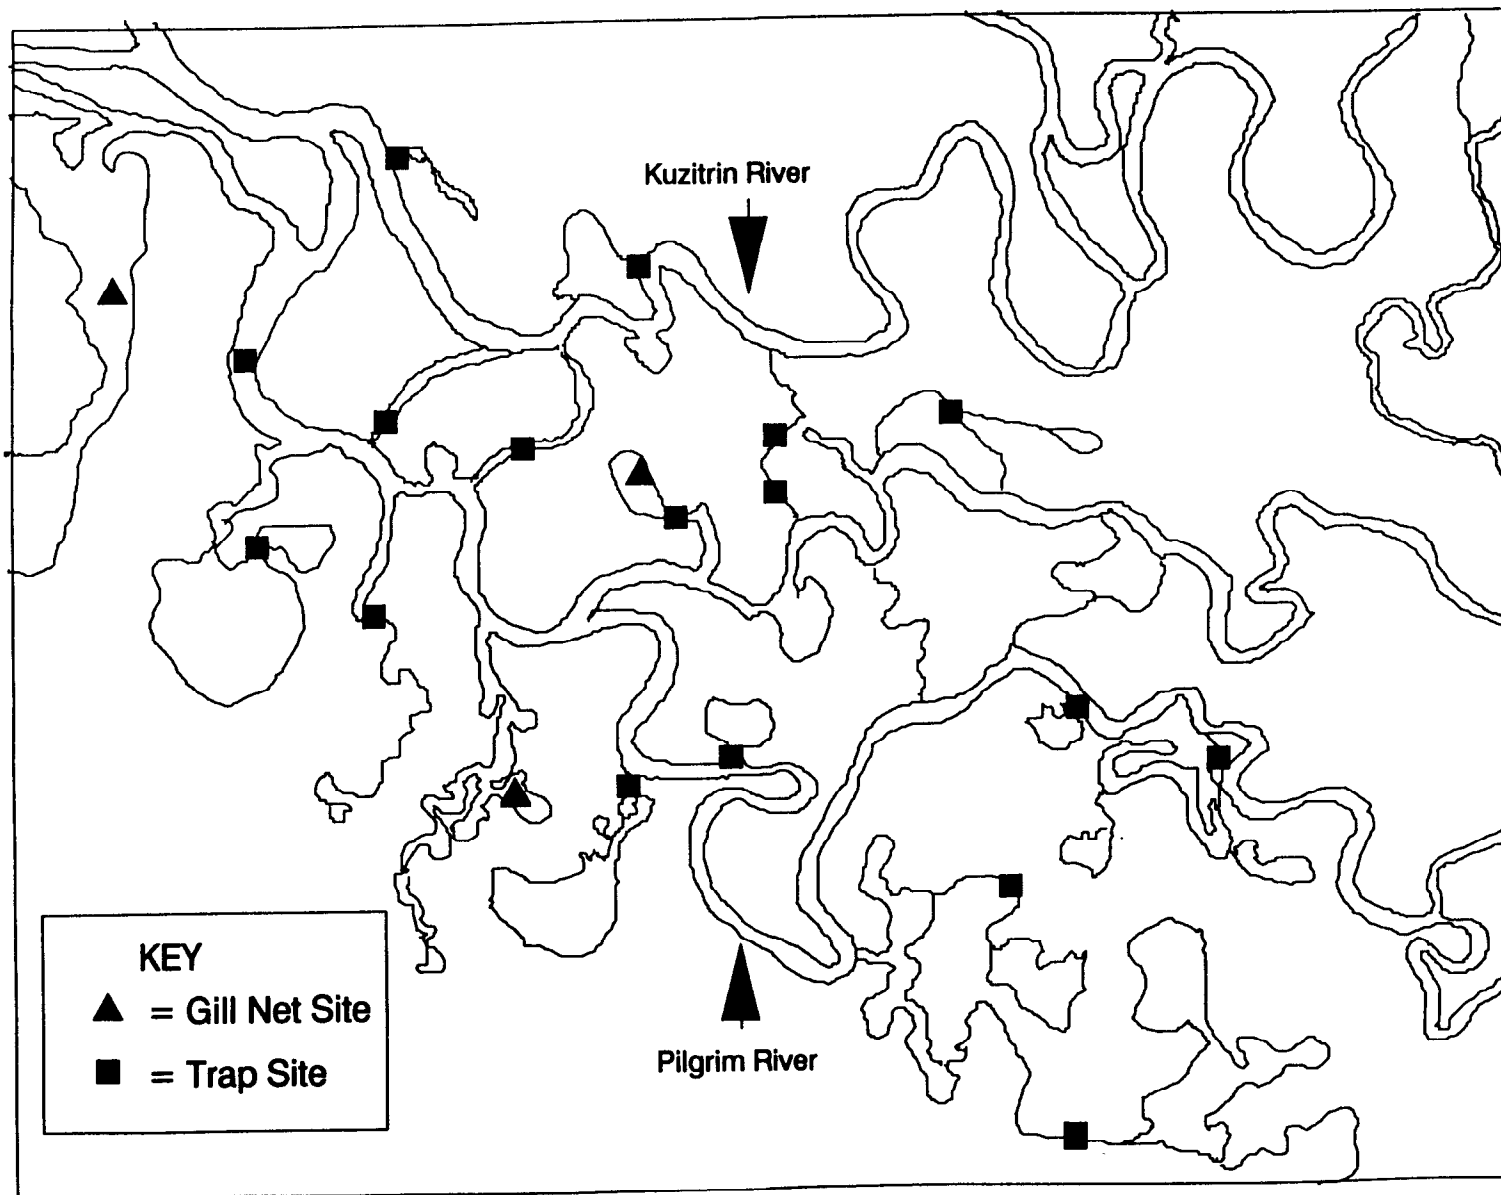 Kuzitrin River
KEY
= Gill Net Site
= Trap Site
Pilgrim River